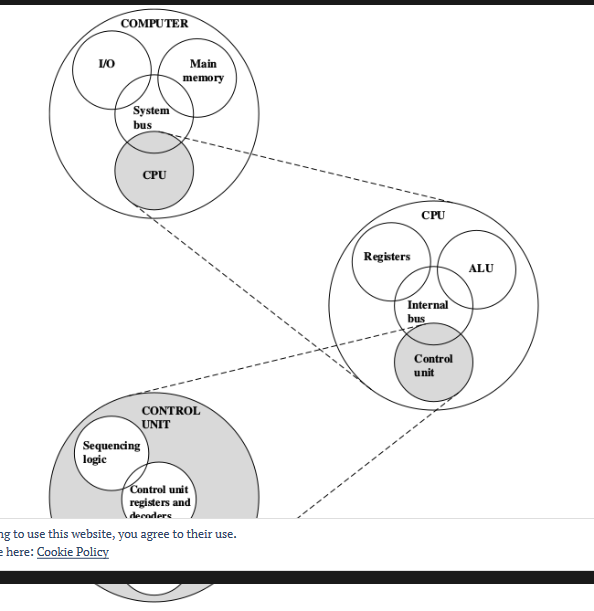 COMPUTER
I/O
Main
memory
System
bus
CPU
CPU
Registers
ALU
Internal
bus
Control
unit
CONTROL
UNIT
Sequencing
logic
Control unit
registers and
decoders
ng to use this website, you agree to their use.
e here: Cookie Policy